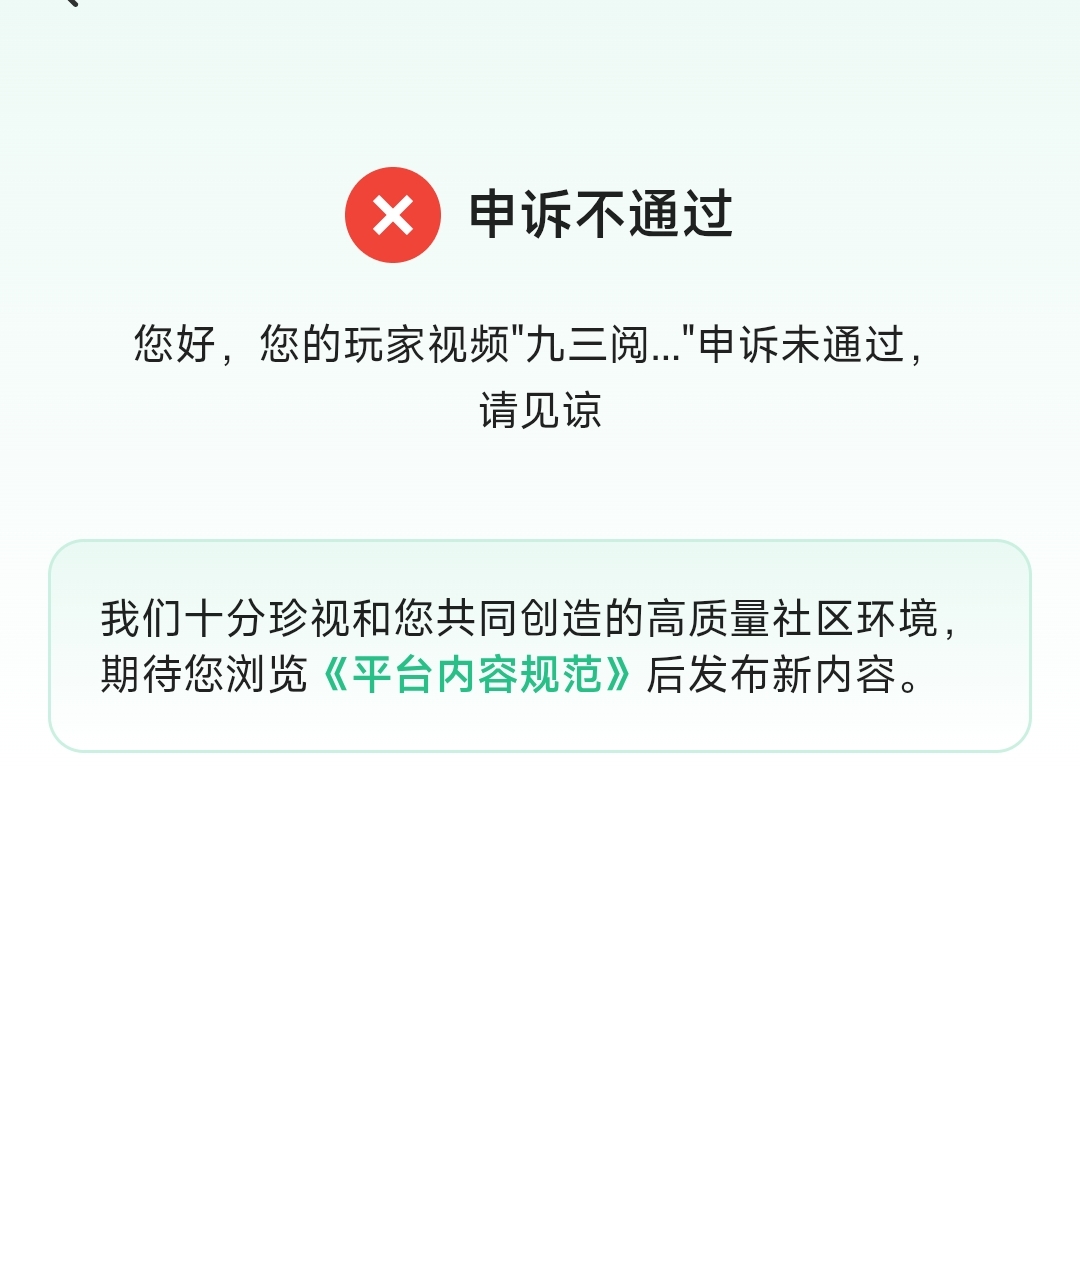 申诉不通过
您好，您的玩家视频"九三阅..."申诉未通过，
请见谅
我们十分珍视和您共同创造的高质量社区环境，
期待您浏览《平台内容规范》后发布新内容。